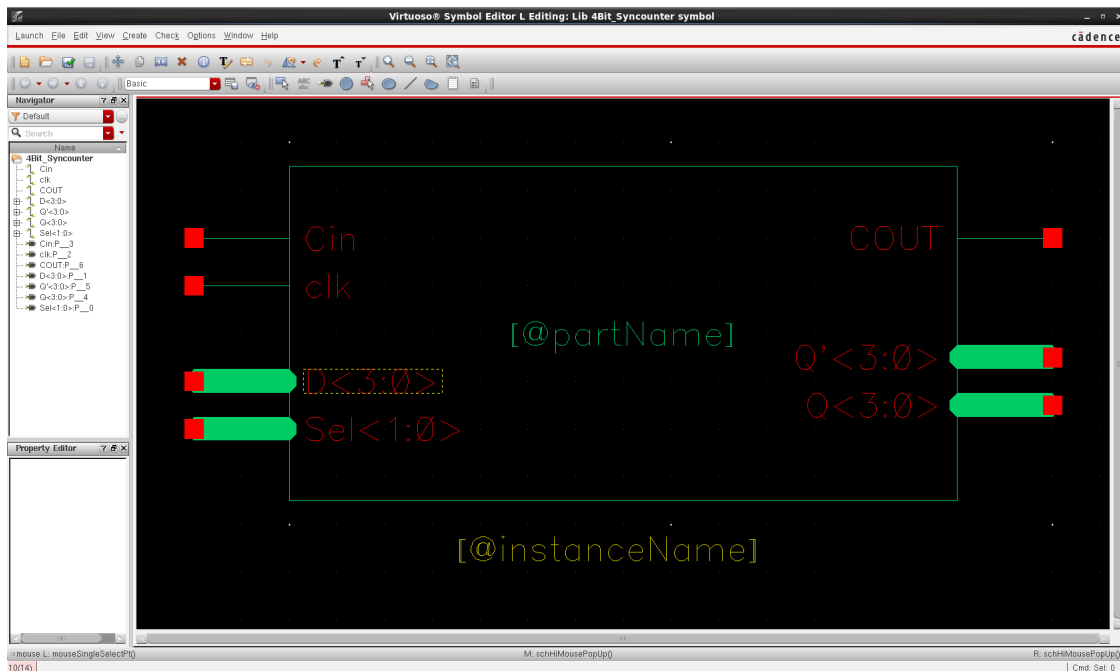 Virtuoso® Symbol Editor L Editing: Lib 4Bit_Syncounter symbol
Launch File Edit View Create Check Options Window Help
cādence
Basic
Navigator
Default
Search
Name
4Bit_Syncounter
Cin
clk
COUT
D<3:0>
Q'<3:0>
Q<3:0>
Sel<1:0>
Cin:P__3
clk:P__2
COUT:P__6
D<3:0>:P__1
Q'<3:0>:P__5
Q<3:0>:P__4
Sel<1:0>:P__0
Property Editor
Cin
COUT
clk
[@partName]
Q'<3:0>
D<3:0>
Q<3:0>
Sel<1:0>
[@instanceName]
mouse L: mouseSingleSelectPt()
M: schHiMousePopUp()
R: schHiMousePopUp()
10(14)
Cmd: Sel: 0